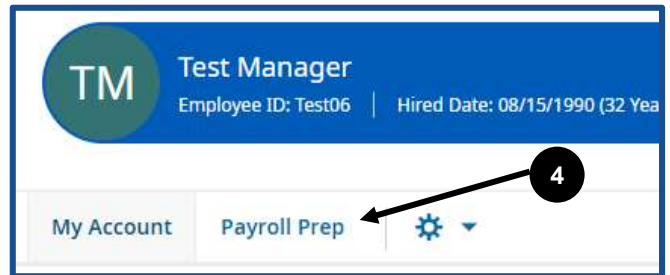 TM
Test Manager
Employee ID: Test06 | Hired Date: 08/15/1990 (32 Yea
4
My Account Payroll Prep